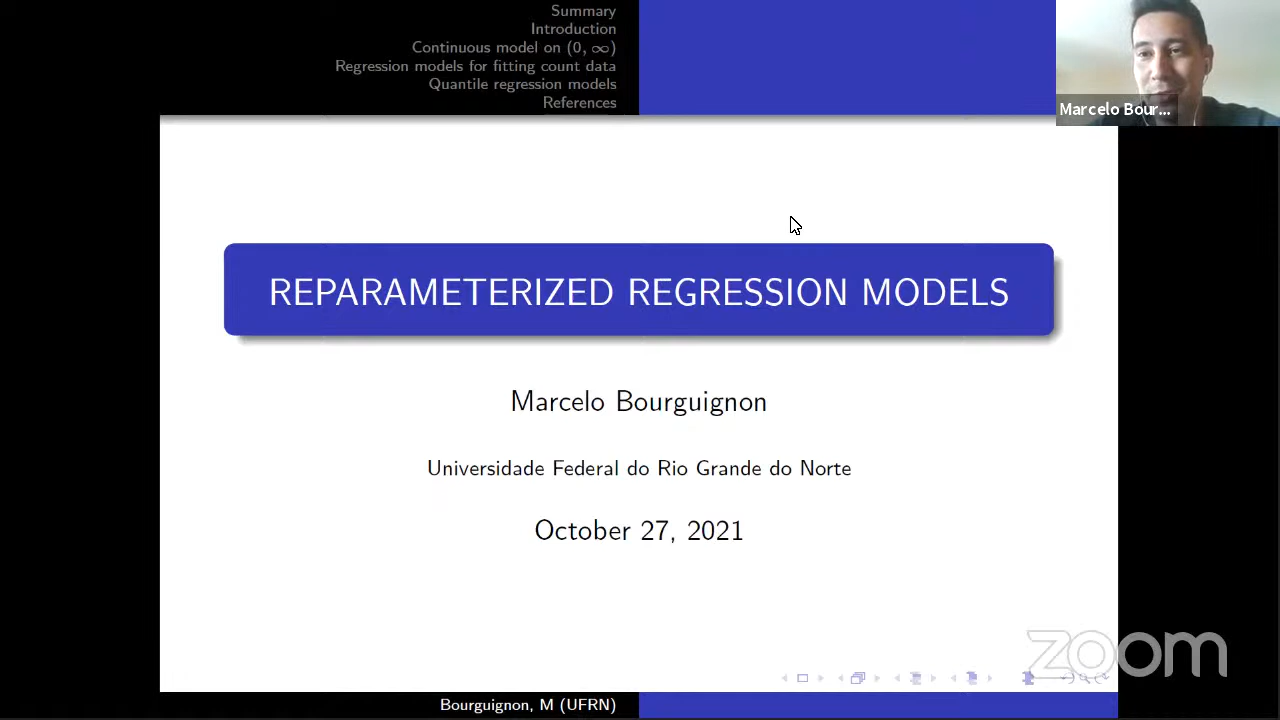 Summary
Introduction
Continuous model on (0, ∞)
Regression models for fitting count data
Quantile regression models
References
Marcelo Bour...
REPARAMETERIZED REGRESSION MODELS
Marcelo Bourguignon
Universidade Federal do Rio Grande do Norte
October 27, 2021
zoom
Bourguignon, M (UFRN)